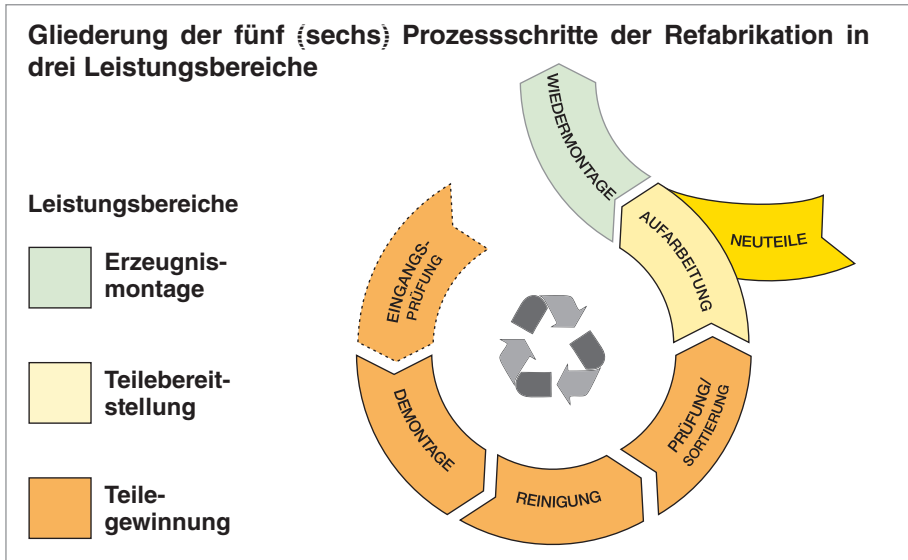 Gliederung der fünf (sechs) Prozessschritte der Refabrikation in
drei Leistungsbereiche
Leistungsbereiche
Erzeugnis-
montage
Teilebereit-
stellung
Teile-
gewinnung
EINGANGS-
PRÜFUNG
DEMONTAGE
REINIGUNG
PRÜFUNG/
SORTIERUNG
AUFARBEITUNG
NEUTEILE
WIEDERMONTAGE